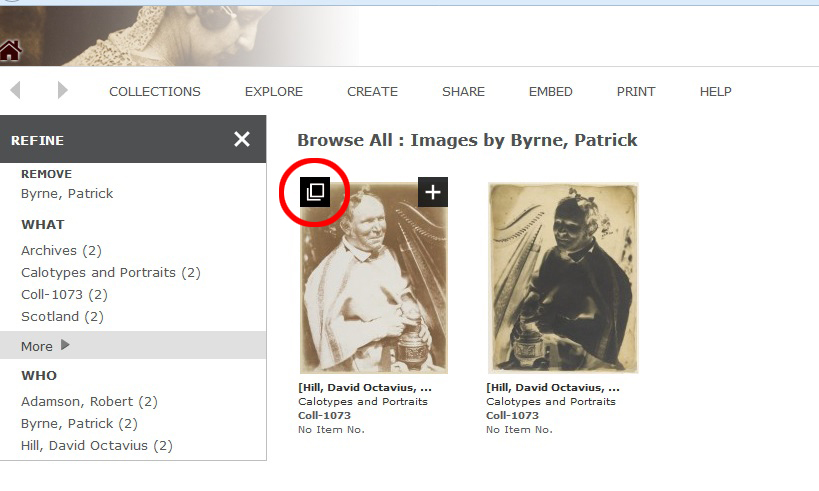 COLLECTIONS EXPLORE CREATE SHARE EMBED PRINT HELP
REFINE
REMOVE
Byrne, Patrick
WHAT
Archives (2)
Calotypes and Portraits (2)
Coll-1073 (2)
Scotland (2)
More
WHO
Adamson, Robert (2)
Byrne, Patrick (2)
Hill, David Octavius (2)
Browse All : Images by Byrne, Patrick
[Hill, David Octavius, ...
Calotypes and Portraits
Coll-1073
No Item No.
[Hill, David Octavius, ...
Calotypes and Portraits
Coll-1073
No Item No.